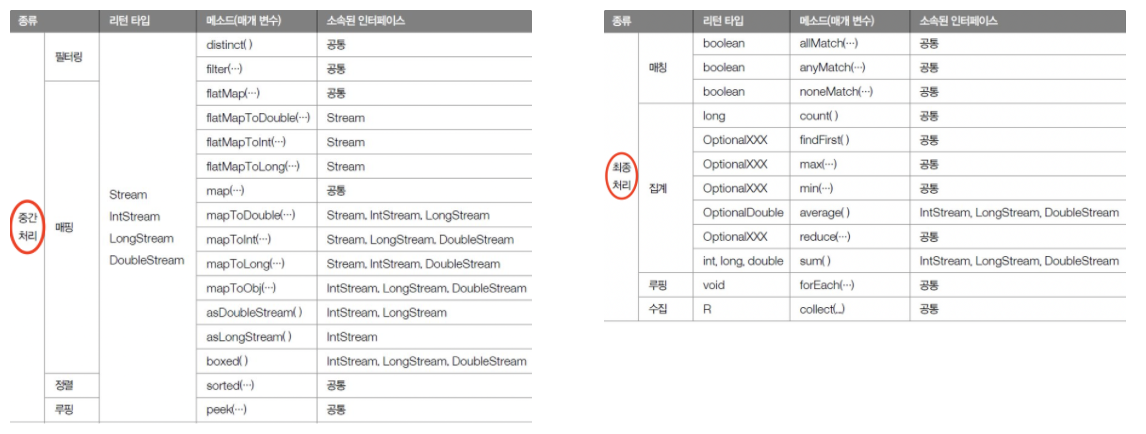 종류 리턴 타입 메소드(매개 변수) 소속된 인터페이스
중간
처리
필터링
Stream
IntStream
LongStream
DoubleStream
distinct( ) 공통
filter(…) 공통
매핑
flatMap(…) 공통
flatMapToDouble(…) Stream
flatMapToInt(…) Stream
flatMapToLong(…) Stream
map(…) 공통
mapToDouble(…) Stream, IntStream, LongStream
mapToInt(…) Stream, LongStream, DoubleStream
mapToLong(…) Stream, IntStream, DoubleStream
mapToObj(…) IntStream, LongStream, DoubleStream
asDoubleStream( ) IntStream, LongStream
asLongStream( ) IntStream
boxed( ) IntStream, LongStream, DoubleStream
정렬 sorted(…) 공통
루핑 peek(…) 공통
종류 리턴 타입 메소드(매개 변수) 소속된 인터페이스
최종
처리
매칭
boolean allMatch(…) 공통
boolean anyMatch(…) 공통
boolean noneMatch(…) 공통
집계
long count( ) 공통
OptionalXXX findFirst( ) 공통
OptionalXXX max(…) 공통
OptionalXXX min(…) 공통
OptionalDouble average( ) IntStream, LongStream, DoubleStream
OptionalXXX reduce(…) 공통
int, long, double sum( ) IntStream, LongStream, DoubleStream
루핑 void forEach(…) 공통
수집 R collect(...) 공통